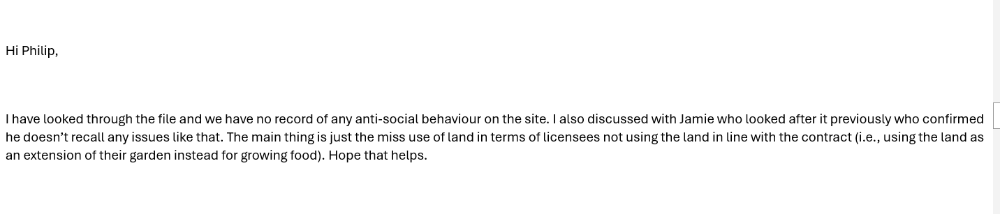 Hi Philip,
I have looked through the file and we have no record of any anti-social behaviour on the site. I also discussed with Jamie who looked after it previously who confirmed
he doesn’t recall any issues like that. The main thing is just the miss use of land in terms of licensees not using the land in line with the contract (i.e., using the land as
an extension of their garden instead for growing food). Hope that helps.